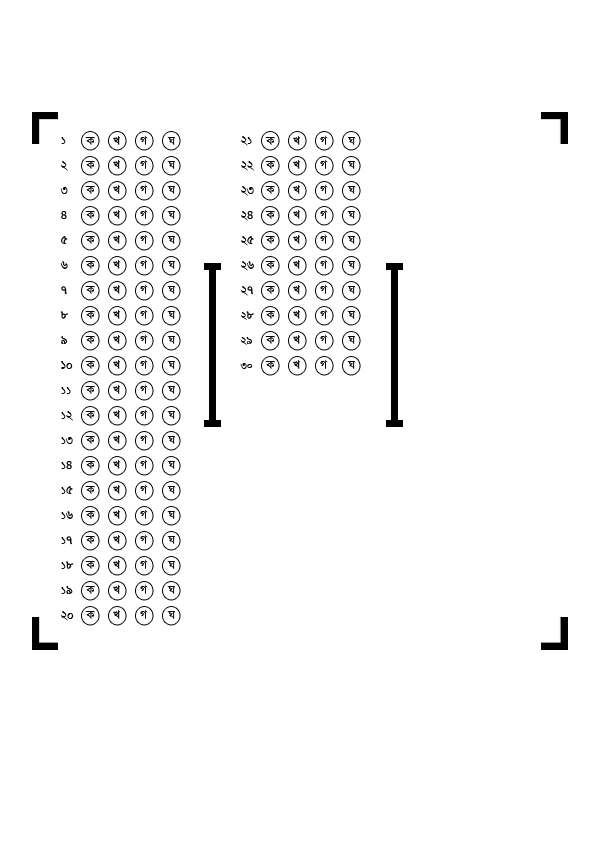 ১ ক খ গ ঘ
২ ক খ গ ঘ
৩ ক খ গ ঘ
৪ ক খ গ ঘ
৫ ক খ গ ঘ
৬ ক খ গ ঘ
৭ ক খ গ ঘ
৮ ক খ গ ঘ
৯ ক খ গ ঘ
১০ ক খ গ ঘ
১১ ক খ গ ঘ
১২ ক খ গ ঘ
১৩ ক খ গ ঘ
১৪ ক খ গ ঘ
১৫ ক খ গ ঘ
১৬ ক খ গ ঘ
১৭ ক খ গ ঘ
১৮ ক খ গ ঘ
১৯ ক খ গ ঘ
২০ ক খ গ ঘ
২১ ক খ গ ঘ
২২ ক খ গ ঘ
২৩ ক খ গ ঘ
২৪ ক খ গ ঘ
২৫ ক খ গ ঘ
২৬ ক খ গ ঘ
২৭ ক খ গ ঘ
২৮ ক খ গ ঘ
২৯ ক খ গ ঘ
৩০ ক খ গ ঘ